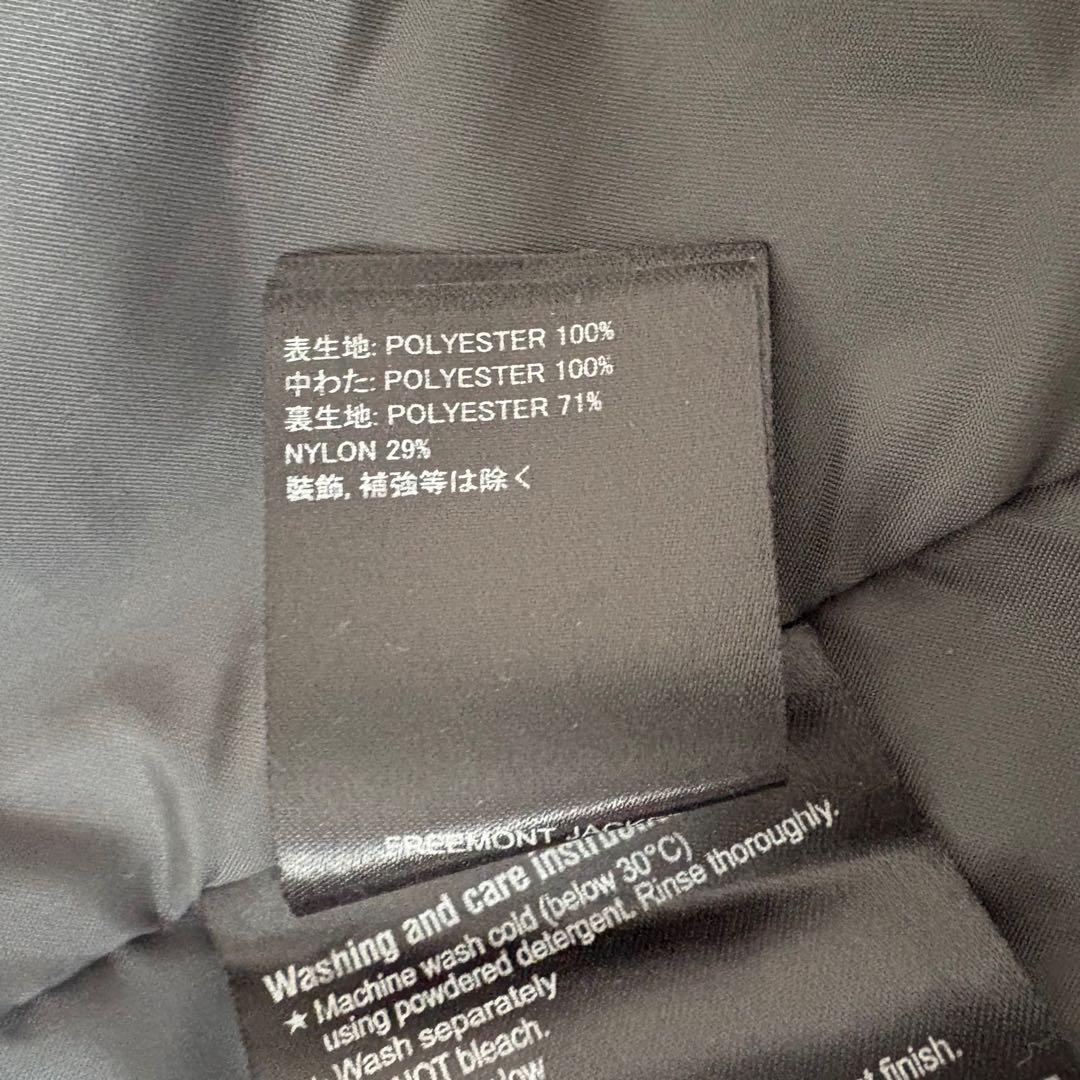 表生地: POLYESTER 100%
中わた: POLYESTER 100%
裏生地: POLYESTER 71%
NYLON 29%
装飾, 補強等は除く
FREEMONT
Washing and care
★ Machine wash cold (below 30°C)
using powdered detergent. Rinse thoroughly.
Wash separately
NOT bleach.
finish.